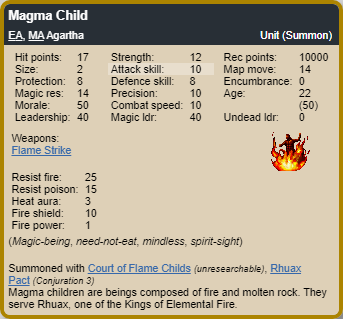 Magma Child
EA, MA Agartha Unit (Summon)
Hit points: 17 Strength: 12 Rec points: 10000
Size: 2 Attack skill: 10 Map move: 14
Protection: 8 Defence skill: 8 Encumbrance: 0
Magic res: 14 Precision: 10 Age: 22
Morale: 50 Combat speed: 10 (50)
Leadership: 40 Magic ldr: 40 Undead ldr: 0
Weapons:
Flame Strike
Resist fire: 25
Resist poison: 15
Heat aura: 3
Fire shield: 10
Fire power: 1
(Magic-being, need-not-eat, mindless, spirit-sight)
Summoned with Court of Flame Childs (unresearchable), Rhuax
Pact (Conjuration 3)
Magma children are beings composed of fire and molten rock. They
serve Rhuax, one of the Kings of Elemental Fire.